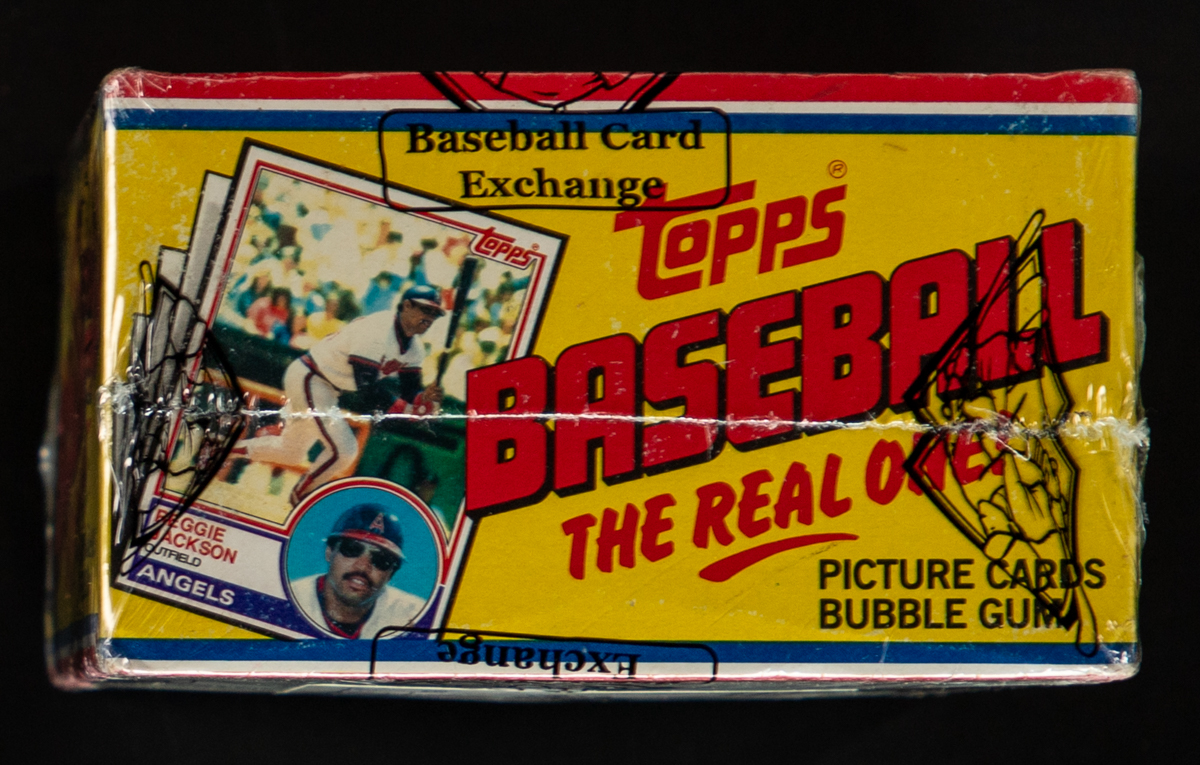 Baseball Card
Exchange
TOPPS®
TOPPS®
BASEBALL
THE REAL ONE!
REGGIE
JACKSON
OUTFIELD
ANGELS
A
PICTURE CARDS
BUBBLE GUM
Exchange